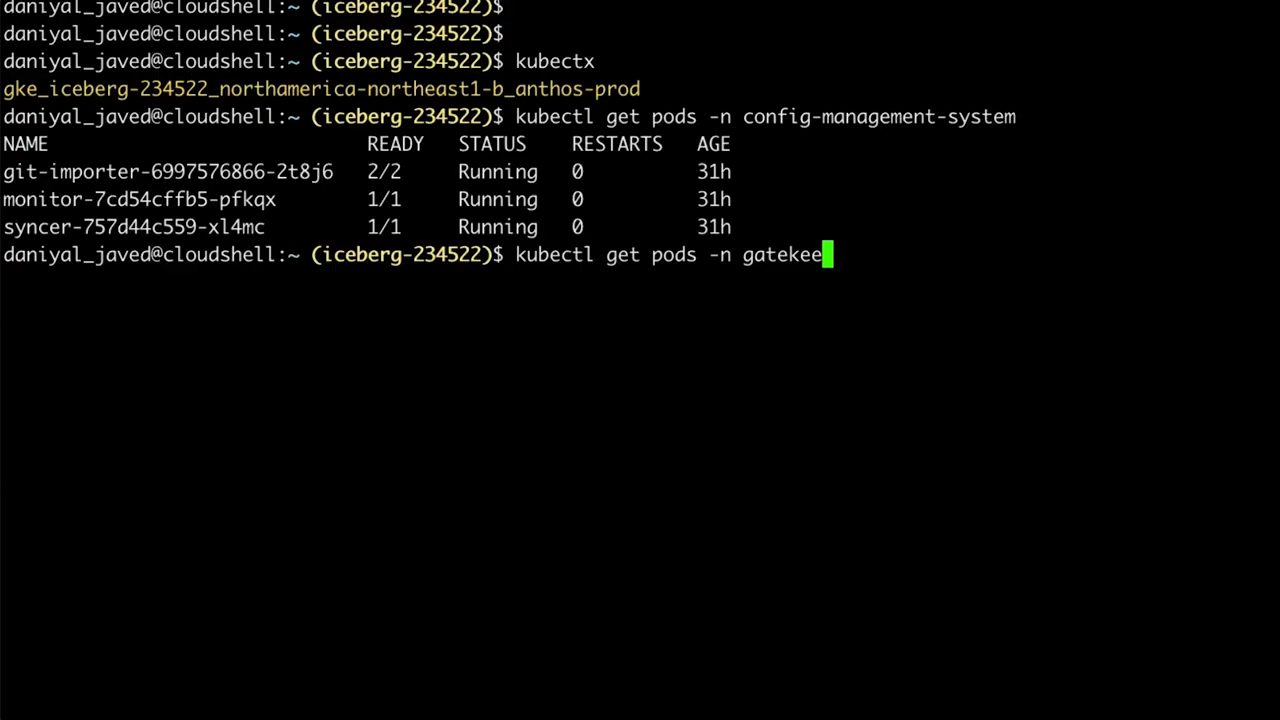 daniyal_javed@cloudshell:~ (iceberg-234522)$
daniyal_javed@cloudshell:~ (iceberg-234522)$
daniyal_javed@cloudshell:~ (iceberg-234522)$ kubectx
gke_iceberg-234522_northamerica-northeast1-b_anthos-prod
daniyal_javed@cloudshell:~ (iceberg-234522)$ kubectl get pods -n config-management-system
NAME READY STATUS RESTARTS AGE
git-importer-6997576866-2t8j6 2/2 Running 0 31h
monitor-7cd54cffb5-pfkqx 1/1 Running 0 31h
syncer-757d44c559-xl4mc 1/1 Running 0 31h
daniyal_javed@cloudshell:~ (iceberg-234522)$ kubectl get pods -n gatekee